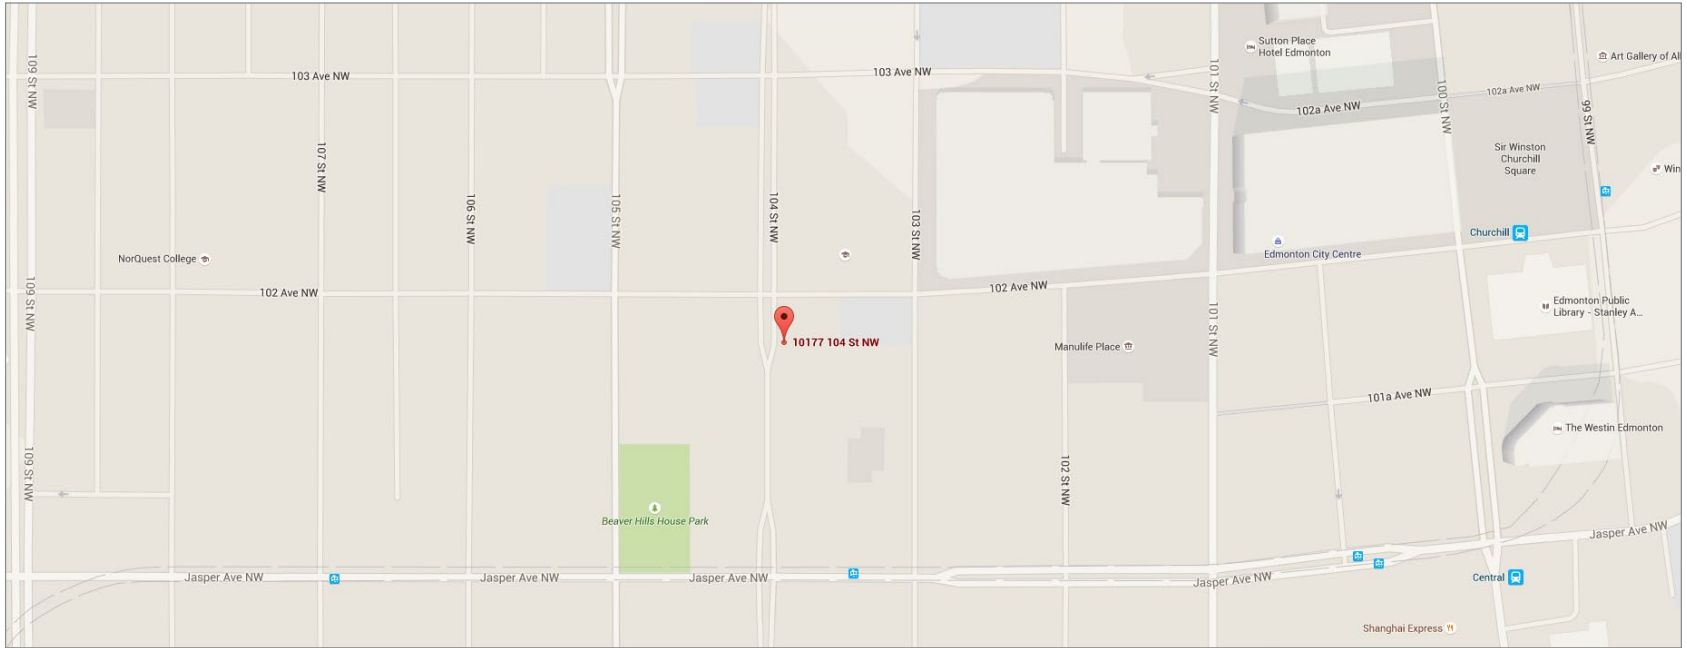 Sutton Place
Hotel Edmonton
Art Gallery of Al
109 St NW
103 Ave NW
103 Ave NW
101 St NW
100 St NW
102a Ave NW
102a Ave NW
99 St NW
107 St NW
Sir Winston
Churchill
Square
Win
106 St NW
105 St NW
104 St NW
103 St NW
Churchill
NorQuest College
Edmonton City Centre
109 St NW
102 Ave NW
102 Ave NW
101 St NW
Edmonton Public
Library - Stanley A...
10177 104 St NW
Manulife Place
101a Ave NW
The Westin Edmonton
109 St NW
102 St NW
Beaver Hills House Park
Jasper Ave NW
Jasper Ave NW
Jasper Ave NW
Jasper Ave NW
Jasper Ave NW
Central
Shanghai Express